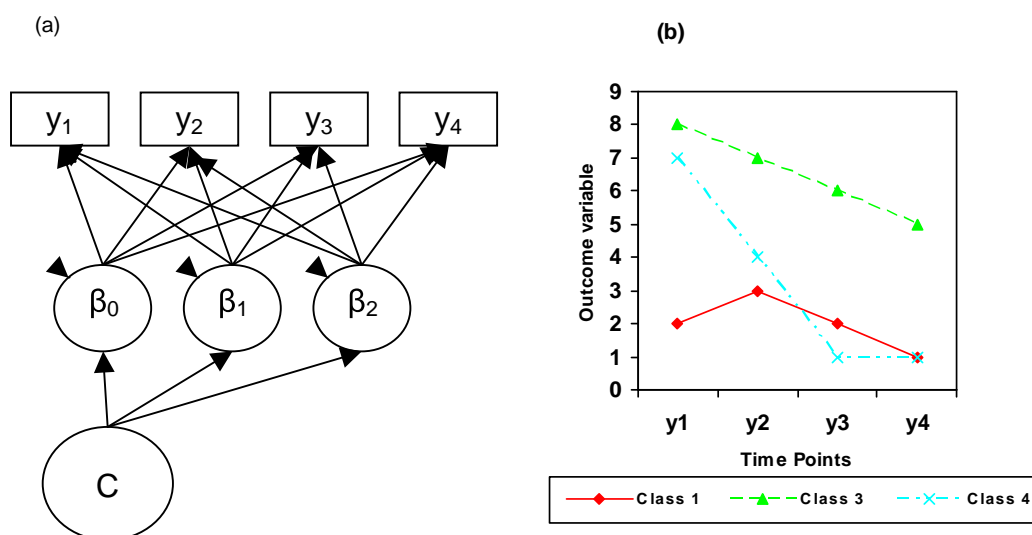 (a)
y₁ y₂ y₃ y₄
β₀ β₁ β₂
C
(b)
Outcome variable
9
8
7
6
5
4
3
2
1
0
y1 y2 y3 y4
Time Points
Class 1 Class 3 Class 4